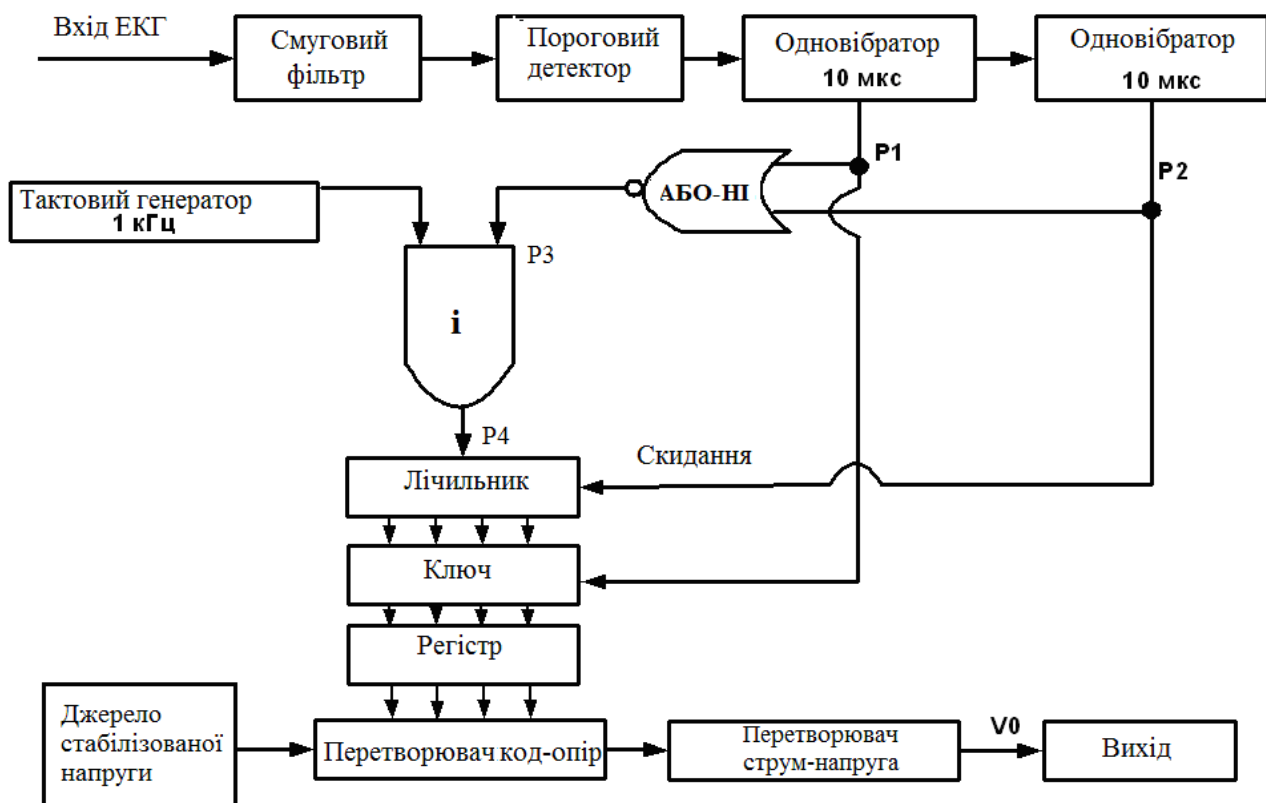 Вхід ЕКГ
Смуговий
фільтр
Пороговий
детектор
Одновібратор
10 мкс
Одновібратор
10 мкс
P1
P2
АБО-НІ
Тактовий генератор
1 кГц
P3
і
P4
Скидання
Лічильник
Ключ
Регістр
Джерело
стабілізованої
напруги
Перетворювач код-опір
Перетворювач
струм-напруга
V0
Вихід